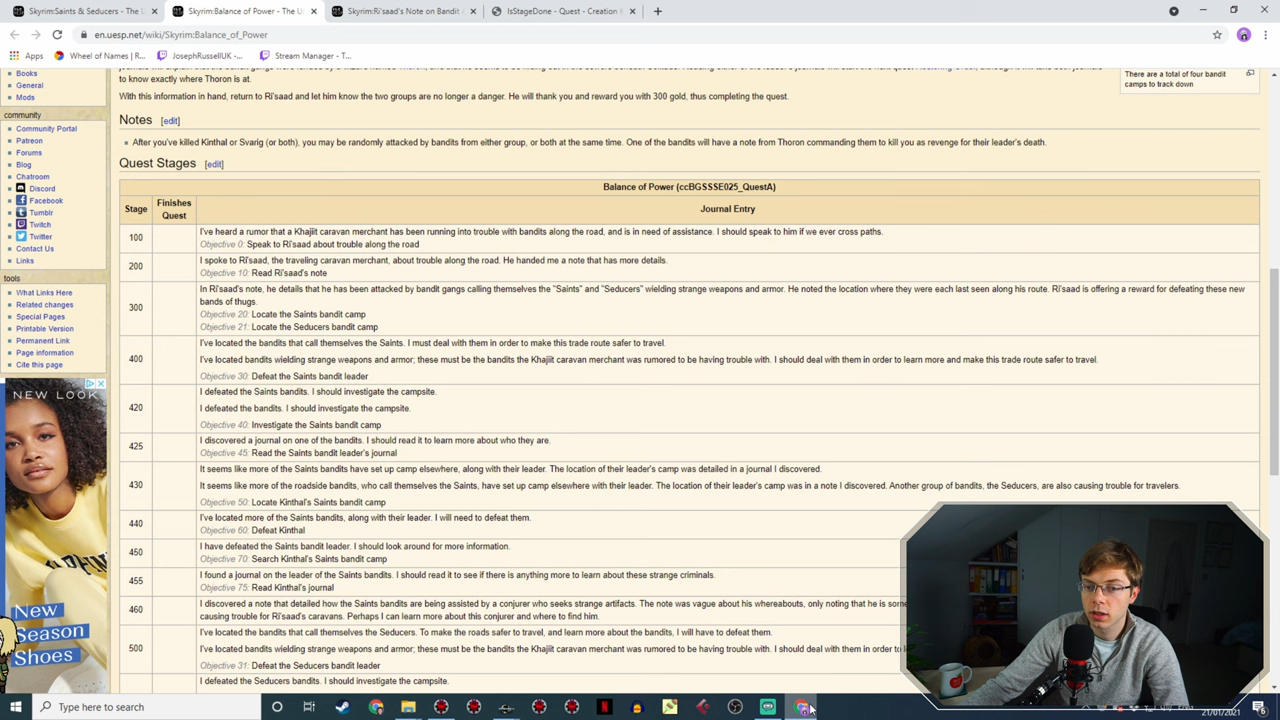 Skyrim:Saints & Seducers - The U
Skyrim:Balance of Power - The U
Skyrim:Ri'saad's Note on Bandit A
IsStageDone - Quest - Creation K
en.uesp.net/wiki/Skyrim:Balance_of_Power
Apps
Wheel of Names | R...
JosephRussellUK -...
Stream Manager - T...
Books
General
Mods
community
Community Portal
Patreon
Forums
Blog
Chatroom
Discord
Facebook
Tumblr
Twitch
Twitter
Contact Us
Links
tools
What Links Here
Related changes
Special Pages
Printable Version
Permanent Link
Page information
Cite this page
NEW LOOK
New
Season
Shoes
to know exactly where Thoron is at.
With this information in hand, return to Ri'saad and let him know the two groups are no longer a danger. He will thank you and reward you with 300 gold, thus completing the quest.
There are a total of four bandit
camps to track down
Notes [edit]
After you've killed Kinthal or Svarig (or both), you may be randomly attacked by bandits from either group, or both at the same time. One of the bandits will have a note from Thoron commanding them to kill you as revenge for their leader's death.
Quest Stages [edit]
Balance of Power (ccBGSSSE025_QuestA)
Stage
Finishes
Quest
Journal Entry
100
I've heard a rumor that a Khajiit caravan merchant has been running into trouble with bandits along the road, and is in need of assistance. I should speak to him if we ever cross paths.
Objective 0: Speak to Ri'saad about trouble along the road
200
I spoke to Ri'saad, the traveling caravan merchant, about trouble along the road. He handed me a note that has more details.
Objective 10: Read Ri'saad's note
300
In Ri'saad's note, he details that he has been attacked by bandit gangs calling themselves the "Saints" and "Seducers" wielding strange weapons and armor. He noted the location where they were each last seen along his route. Ri'saad is offering a reward for defeating these new
bands of thugs.
Objective 20: Locate the Saints bandit camp
Objective 21: Locate the Seducers bandit camp
400
I've located the bandits that call themselves the Saints. I must deal with them in order to make this trade route safer to travel.
I've located bandits wielding strange weapons and armor; these must be the bandits the Khajiit caravan merchant was rumored to be having trouble with. I should deal with them in order to learn more and make this trade route safer to travel.
Objective 30: Defeat the Saints bandit leader
420
I defeated the Saints bandits. I should investigate the campsite.
I defeated the bandits. I should investigate the campsite.
Objective 40: Investigate the Saints bandit camp
425
I discovered a journal on one of the bandits. I should read it to learn more about who they are.
Objective 45: Read the Saints bandit leader's journal
430
It seems like more of the Saints bandits have set up camp elsewhere, along with their leader. The location of their leader's camp was detailed in a journal I discovered.
It seems like more of the roadside bandits, who call themselves the Saints, have set up camp elsewhere with their leader. The location of their leader's camp was in a note I discovered. Another group of bandits, the Seducers, are also causing trouble for travelers.
Objective 50: Locate Kinthal's Saints bandit camp
440
I've located more of the Saints bandits, along with their leader. I will need to defeat them.
Objective 60: Defeat Kinthal
450
I have defeated the Saints bandit leader. I should look around for more information.
Objective 70: Search Kinthal's Saints bandit camp
455
I found a journal on the leader of the Saints bandits. I should read it to see if there is anything more to learn about these strange criminals.
Objective 75: Read Kinthal's journal
460
I discovered a note that detailed how the Saints bandits are being assisted by a conjurer who seeks strange artifacts. The note was vague about his whereabouts, only noting that he is som
causing trouble for Ri'saad's caravans. Perhaps I can learn more about this conjurer and where to find him.
500
I've located the bandits that call themselves the Seducers. To make the roads safer to travel, and learn more about the bandits, I will have to defeat them.
I've located bandits wielding strange weapons and armor; these must be the bandits the Khajiit caravan merchant was rumored to be having trouble with. I should deal with them in order to l
Objective 31: Defeat the Seducers bandit leader
I defeated the Seducers bandits. I should investigate the campsite.
Type here to search
21/01/2021